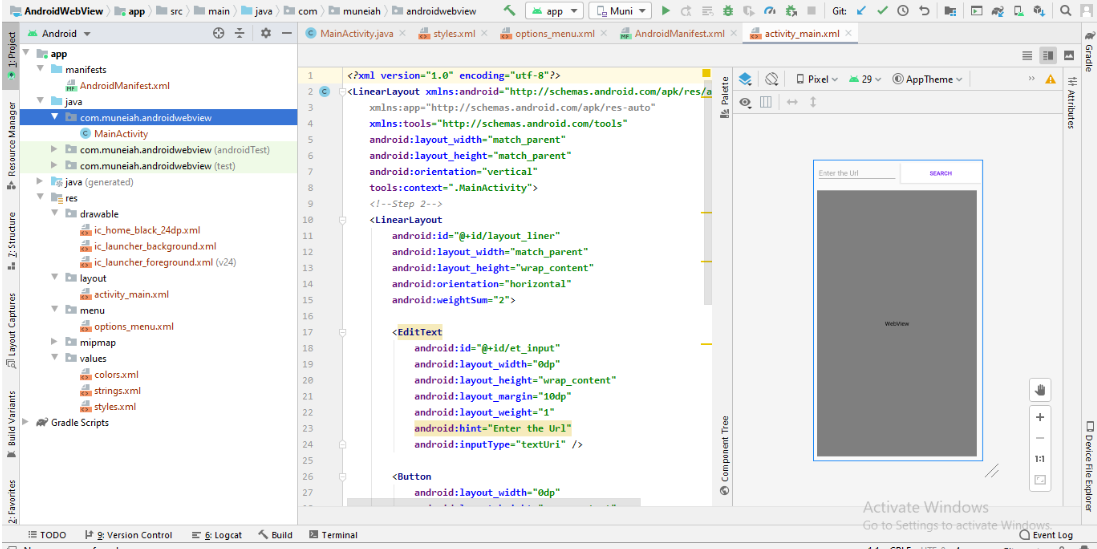 AndroidWebView app src main java com muneiah androidwebview app Muni Git:
Android
MainActivity.java styles.xml options_menu.xml AndroidManifest.xml activity_main.xml
1: Project
Resource Manager
7: Structure
Layout Captures
Build Variants
2: Favorites
app
manifests
AndroidManifest.xml
java
com.muneiah.androidwebview
MainActivity
com.muneiah.androidwebview (androidTest)
com.muneiah.androidwebview (test)
java (generated)
res
drawable
ic_home_black_24dp.xml
ic_launcher_background.xml
ic_launcher_foreground.xml (v24)
layout
activity_main.xml
menu
options_menu.xml
mipmap
values
colors.xml
strings.xml
styles.xml
Gradle Scripts
1 <?xml version="1.0" encoding="utf-8"?>
2 <LinearLayout xmlns:android="http://schemas.android.com/apk/res/a
3 xmlns:app="http://schemas.android.com/apk/res-auto"
4 xmlns:tools="http://schemas.android.com/tools"
5 android:layout_width="match_parent"
6 android:layout_height="match_parent"
7 android:orientation="vertical"
8 tools:context=".MainActivity">
9 <!--Step 2-->
10 <LinearLayout
11 android:id="@+id/layout_liner"
12 android:layout_width="match_parent"
13 android:layout_height="wrap_content"
14 android:orientation="horizontal"
15 android:weightSum="2">
16
17 <EditText
18 android:id="@+id/et_input"
19 android:layout_width="0dp"
20 android:layout_height="wrap_content"
21 android:layout_margin="10dp"
22 android:layout_weight="1"
23 android:hint="Enter the Url"
24 android:inputType="textUri" />
25
26 <Button
27 android:layout_width="0dp"
Palette
Component Tree
Pixel 29 AppTheme
Enter the Url SEARCH
WebView
1:1
Gradle
Attributes
Device File Explorer
Activate Windows
Go to Settings to activate Windows.
TODO 9: Version Control 6: Logcat Build Terminal Event Log